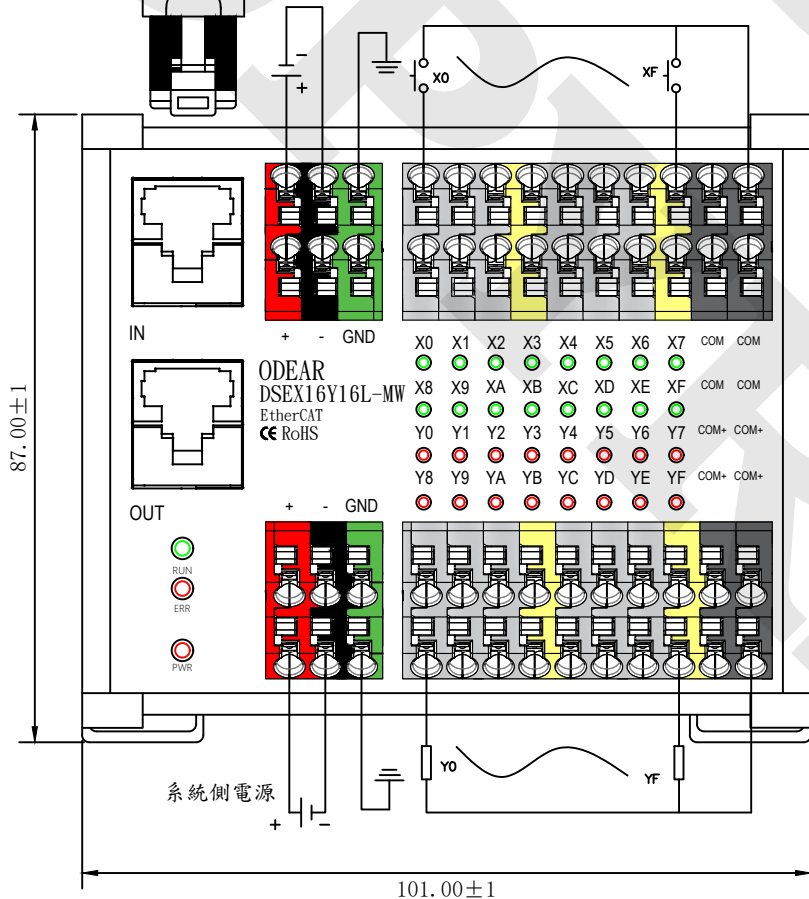 -
+
X0
XF
87.00±1
IN
+ - GND
X0 X1 X2 X3 X4 X5 X6 X7 COM COM
ODEAR
DSEX16Y16L-MW
EtherCAT
CE RoHS
X8 X9 XA XB XC XD XE XF COM COM
Y0 Y1 Y2 Y3 Y4 Y5 Y6 Y7 COM+ COM+
Y8 Y9 YA YB YC YD YE YF COM+ COM+
OUT
+ - GND
RUN
ERR
PWR
Y0
YF
系統側電源
+ -
101.00±1